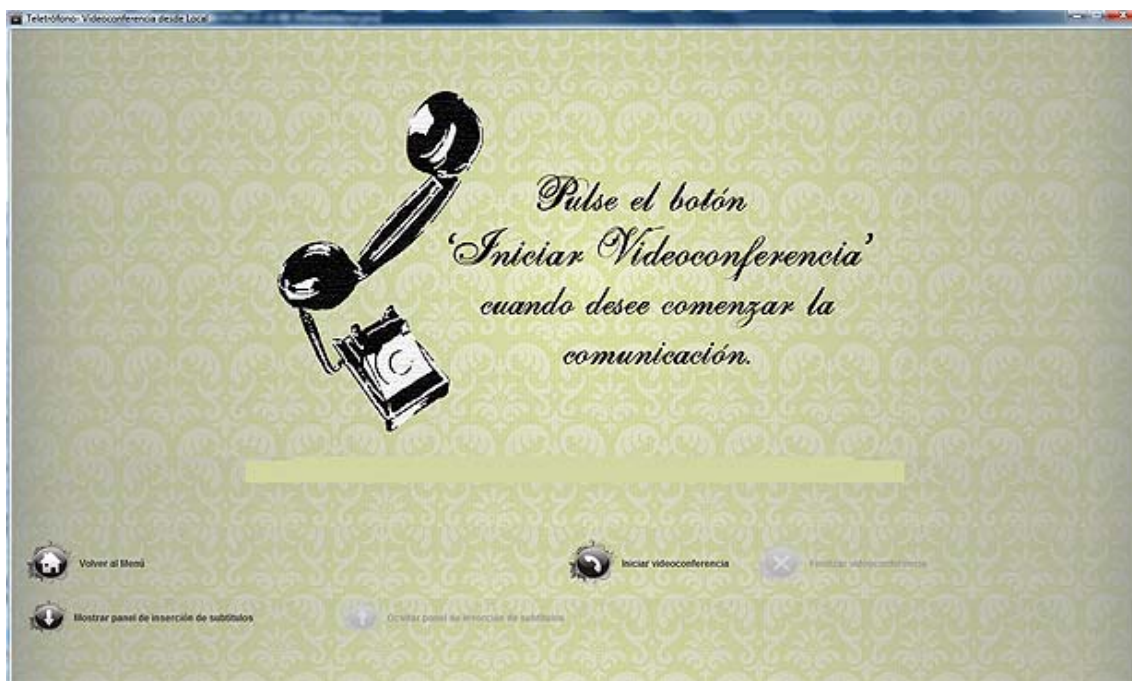 Teletrófono: Videoconferencia desde Local
Pulse el botón
‘Iniciar Videoconferencia’
cuando desee comenzar la
comunicación.
Volver al Menú
Iniciar videoconferencia
Finalizar videoconferencia
Mostrar panel de inserción de subtítulos
Ocultar panel de inserción de subtítulos